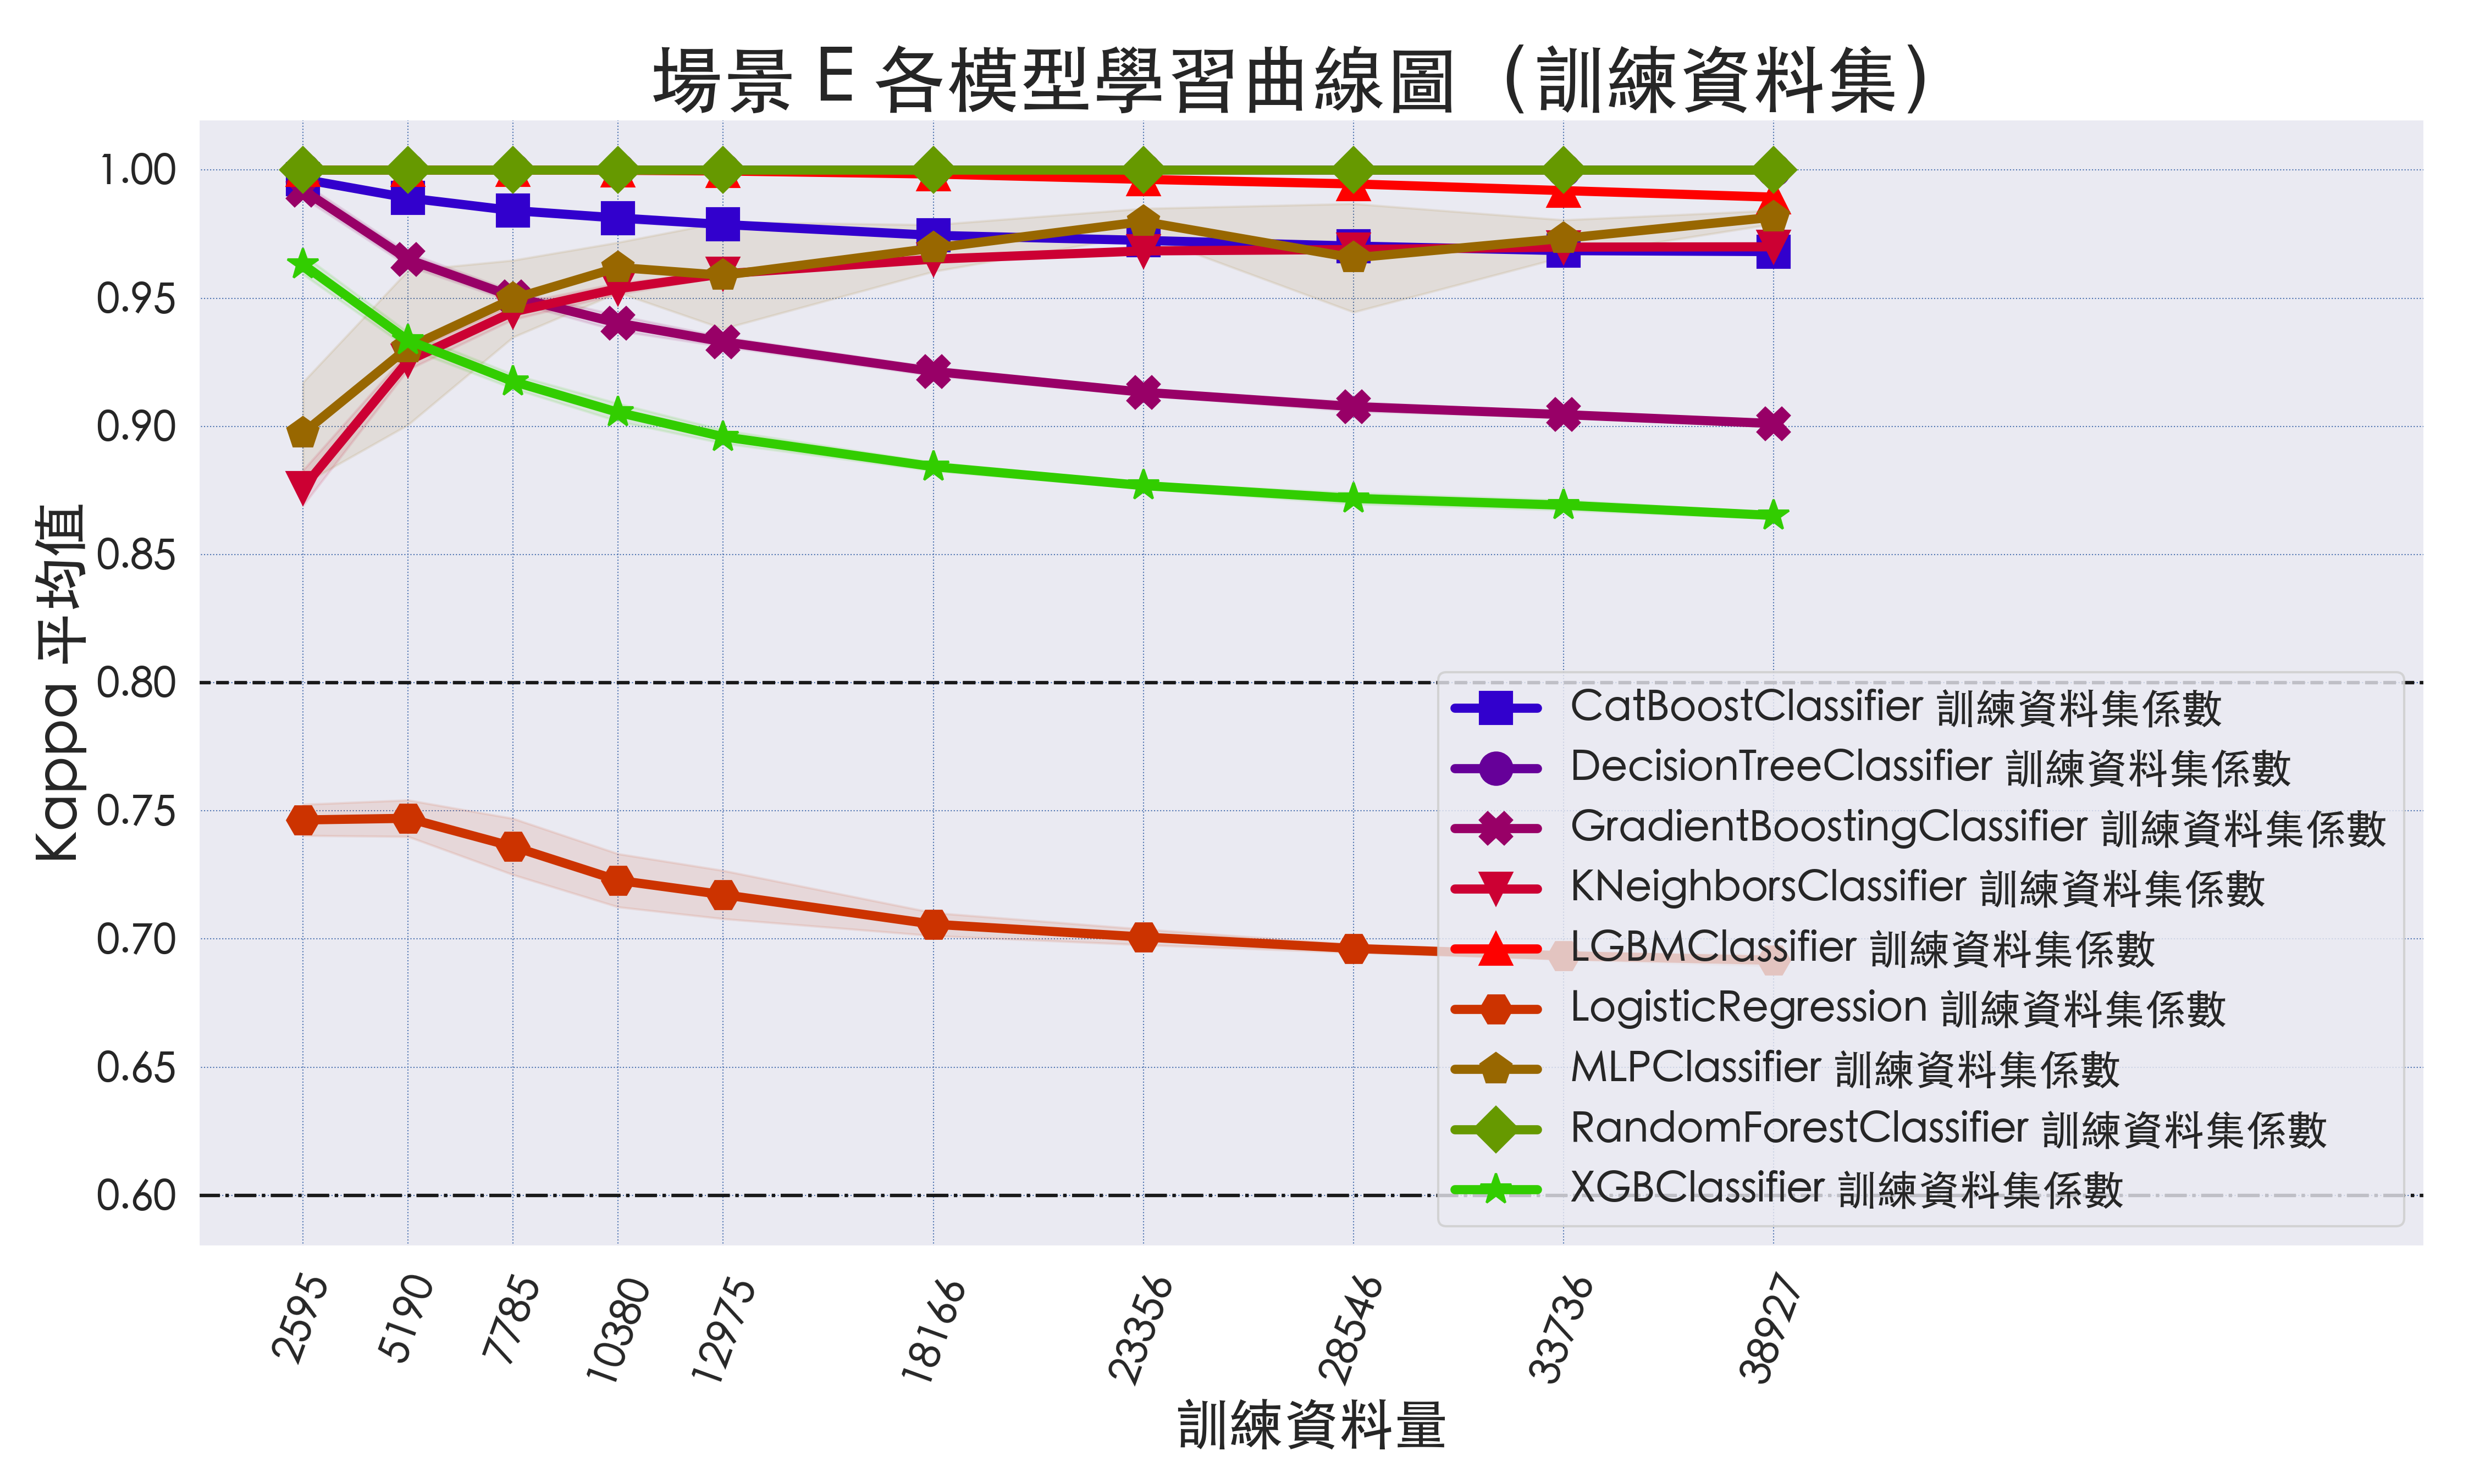 場景 E 各模型學習曲線圖（訓練資料集）
Kappa 平均值
1.00
0.95
0.90
0.85
0.80
0.75
0.70
0.65
0.60
CatBoostClassifier 訓練資料集係數
DecisionTreeClassifier 訓練資料集係數
GradientBoostingClassifier 訓練資料集係數
KNeighborsClassifier 訓練資料集係數
LGBMClassifier 訓練資料集係數
LogisticRegression 訓練資料集係數
MLPClassifier 訓練資料集係數
RandomForestClassifier 訓練資料集係數
XGBClassifier 訓練資料集係數
2595
5190
7785
10380
12975
18166
23356
28546
33736
38927
訓練資料量